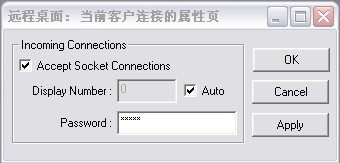 远程桌面：当前客户连接的属性页
Incoming Connections
Accept Socket Connections
Display Number : 0 Auto
Password : *****
OK
Cancel
Apply